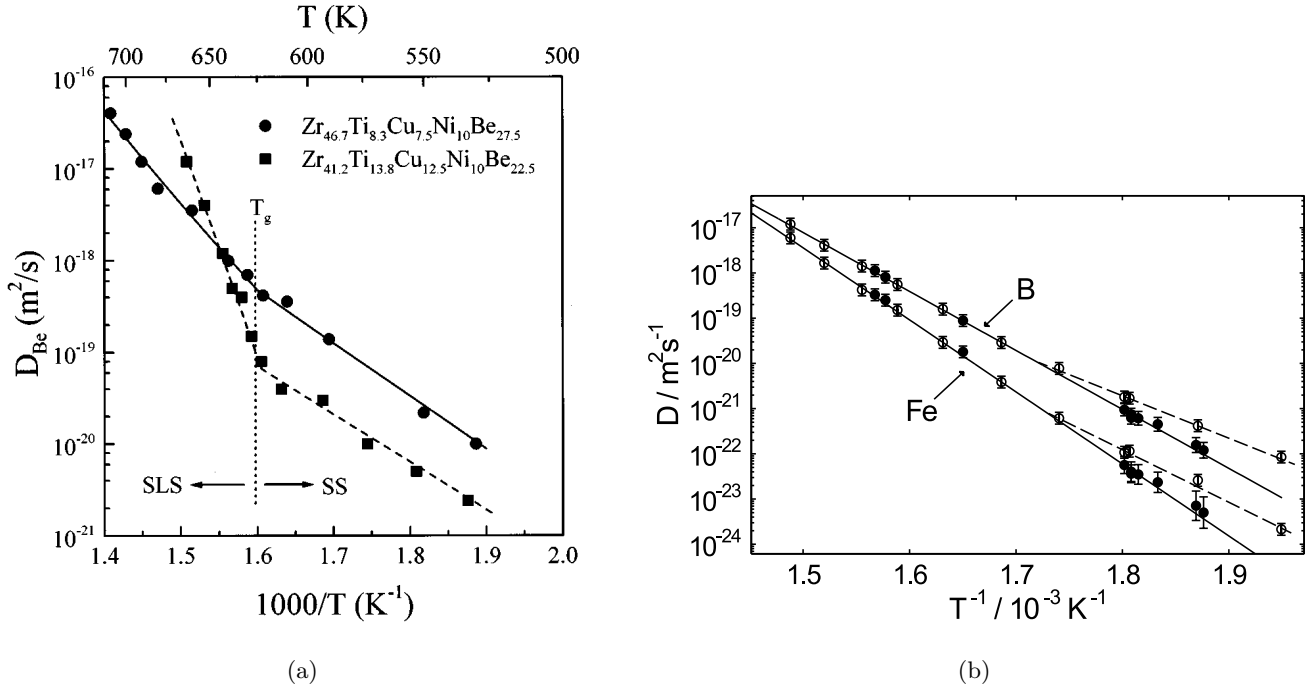 T (K)
700 650 600 550 500
10⁻¹⁶
10⁻¹⁷
10⁻¹⁸
10⁻¹⁹
10⁻²⁰
10⁻²¹
D_Be (m²/s)
Zr₄₆.₇Ti₈.₃Cu₇.₅Ni₁₀Be₂₇.₅
Zr₄₁.₂Ti₁₃.₈Cu₁₂.₅Ni₁₀Be₂₂.₅
T_g
SLS SS
1.4 1.5 1.6 1.7 1.8 1.9 2.0
1000/T (K⁻¹)
(a)
10⁻¹⁷
10⁻¹⁸
10⁻¹⁹
10⁻²⁰
10⁻²¹
10⁻²²
10⁻²³
10⁻²⁴
D / m²s⁻¹
B
Fe
1.5 1.6 1.7 1.8 1.9
T⁻¹ / 10⁻³ K⁻¹
(b)